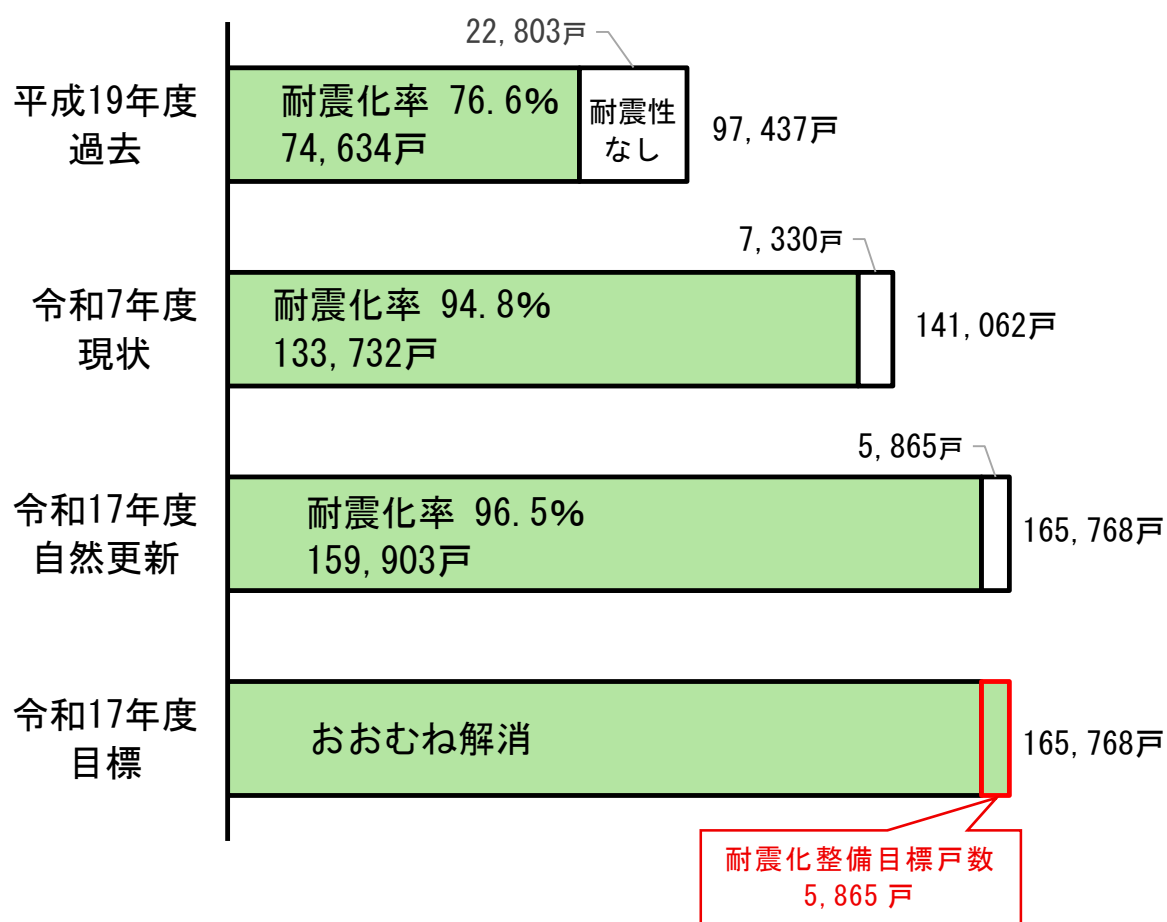 22,803戸
平成19年度
過去
耐震化率 76.6%
74,634戸
耐震性
なし
97,437戸
7,330戸
令和7年度
現状
耐震化率 94.8%
133,732戸
141,062戸
5,865戸
令和17年度
自然更新
耐震化率 96.5%
159,903戸
165,768戸
令和17年度
目標
おおむね解消
165,768戸
耐震化整備目標戸数
5,865 戸